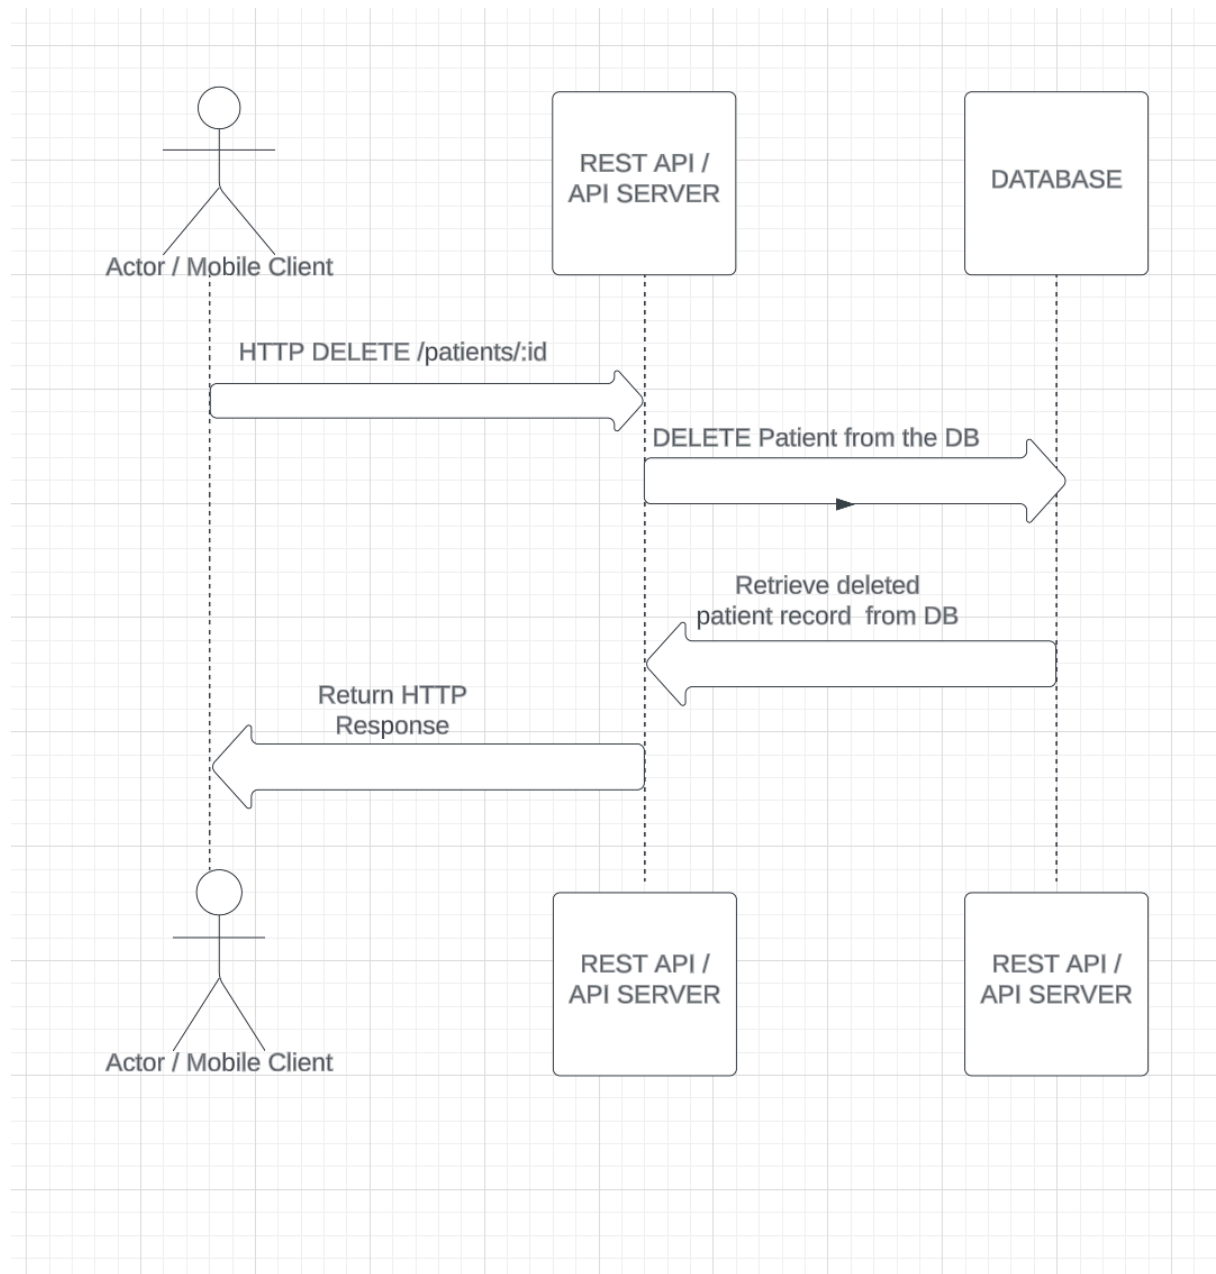 REST API /
API SERVER
DATABASE
Actor / Mobile Client
HTTP DELETE /patients/:id
DELETE Patient from the DB
Retrieve deleted
patient record  from DB
Return HTTP
Response
REST API /
API SERVER
REST API /
API SERVER
Actor / Mobile Client